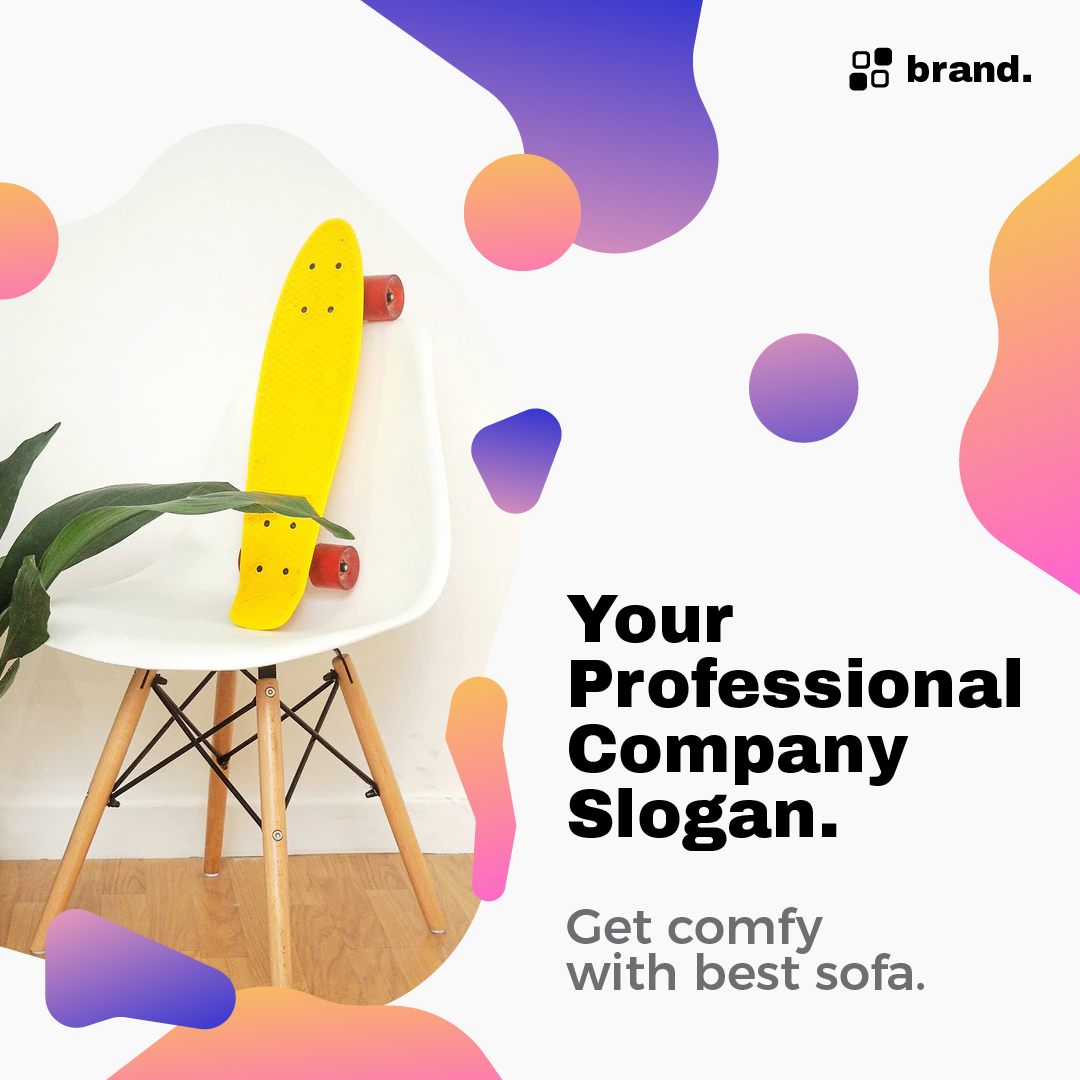 brand.
Your
Professional
Company
Slogan.
Get comfy
with best sofa.